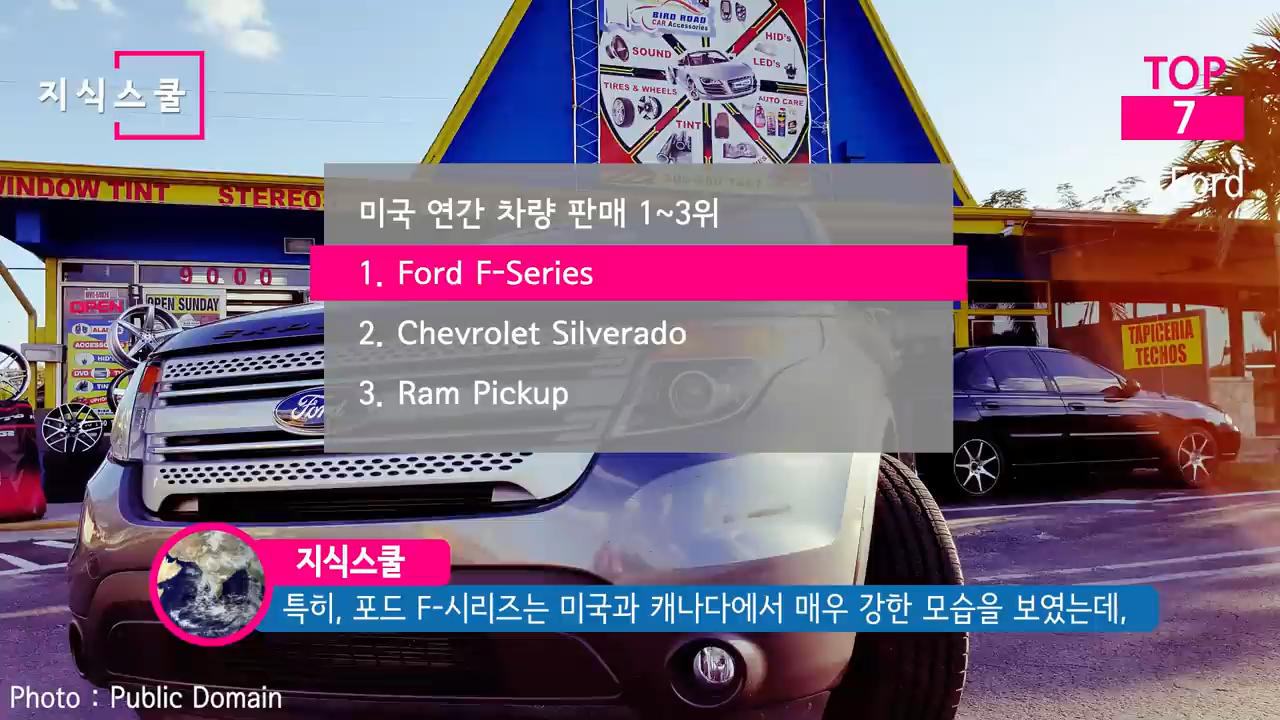 지식스쿨
TOP
7
Ford
BIRD ROAD
CAR Accessories
HID's
SOUND
LED's
TIRES & WHEELS
AUTO CARE
TINT
WINDOW TINT STEREO
미국 연간 차량 판매 1~3위
1. Ford F-Series
2. Chevrolet Silverado
3. Ram Pickup
9000
OPEN
OPEN SUNDAY
TAPICERIA
TECHOS
Ford
지식스쿨
특히, 포드 F-시리즈는 미국과 캐나다에서 매우 강한 모습을 보였는데,
Photo : Public Domain